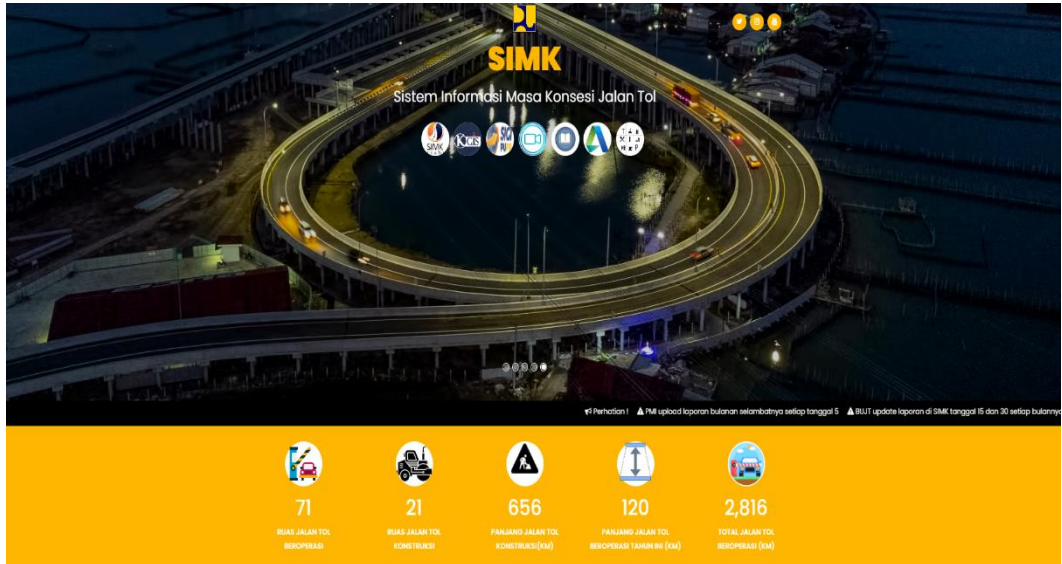 SIMK
Sistem Informasi Masa Konsesi Jalan Tol
SIMK
Perhatian ! PMI upload laporan bulanan selambatnya setiap tanggal 5 BUJT update laporan di SIMK tanggal 15 dan 30 setiap bulannya
71
RUAS JALAN TOL
BEROPERASI
21
RUAS JALAN TOL
KONSTRUKSI
656
PANJANG JALAN TOL
KONSTRUKSI(KM)
120
PANJANG JALAN TOL
BEROPERASI TAHUN INI (KM)
2,816
TOTAL JALAN TOL
BEROPERASI (KM)